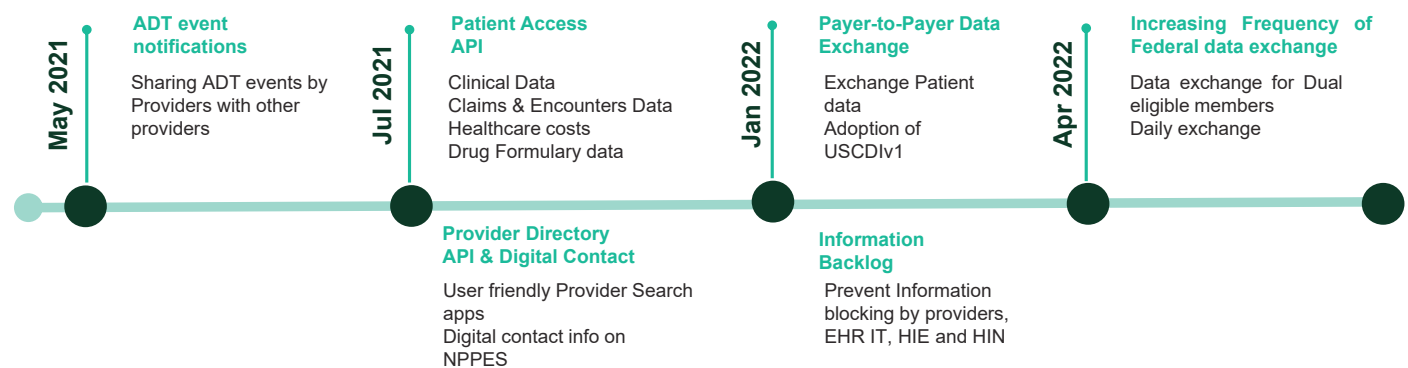 May 2021
ADT event
notifications
Sharing ADT events by
Providers with other
providers
Jul 2021
Patient Access
API
Clinical Data
Claims & Encounters Data
Healthcare costs
Drug Formulary data
Provider Directory
API & Digital Contact
User friendly Provider Search
apps
Digital contact info on
NPPES
Jan 2022
Payer-to-Payer Data
Exchange
Exchange Patient
data
Adoption of
USCDIv1
Information
Backlog
Prevent Information
blocking by providers,
EHR IT, HIE and HIN
Apr 2022
Increasing Frequency of
Federal data exchange
Data exchange for Dual
eligible members
Daily exchange